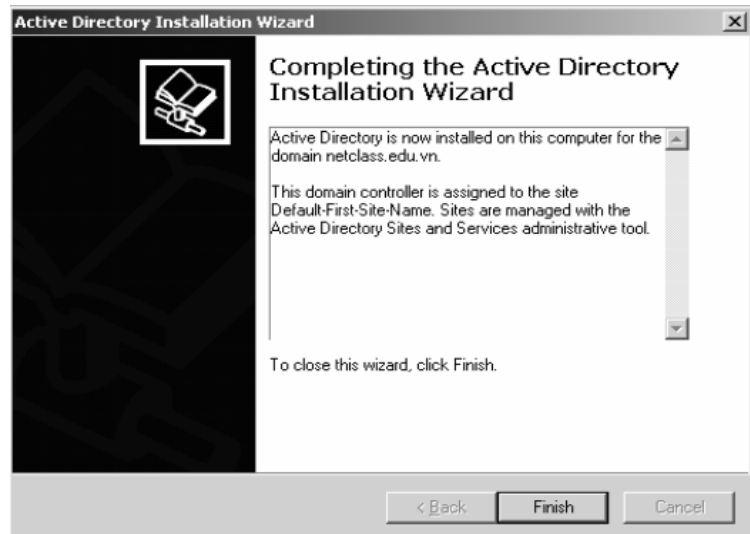 Active Directory Installation Wizard
Completing the Active Directory
Installation Wizard
Active Directory is now installed on this computer for the
domain netclass.edu.vn.
This domain controller is assigned to the site
Default-First-Site-Name. Sites are managed with the
Active Directory Sites and Services administrative tool.
To close this wizard, click Finish.
< Back
Finish
Cancel